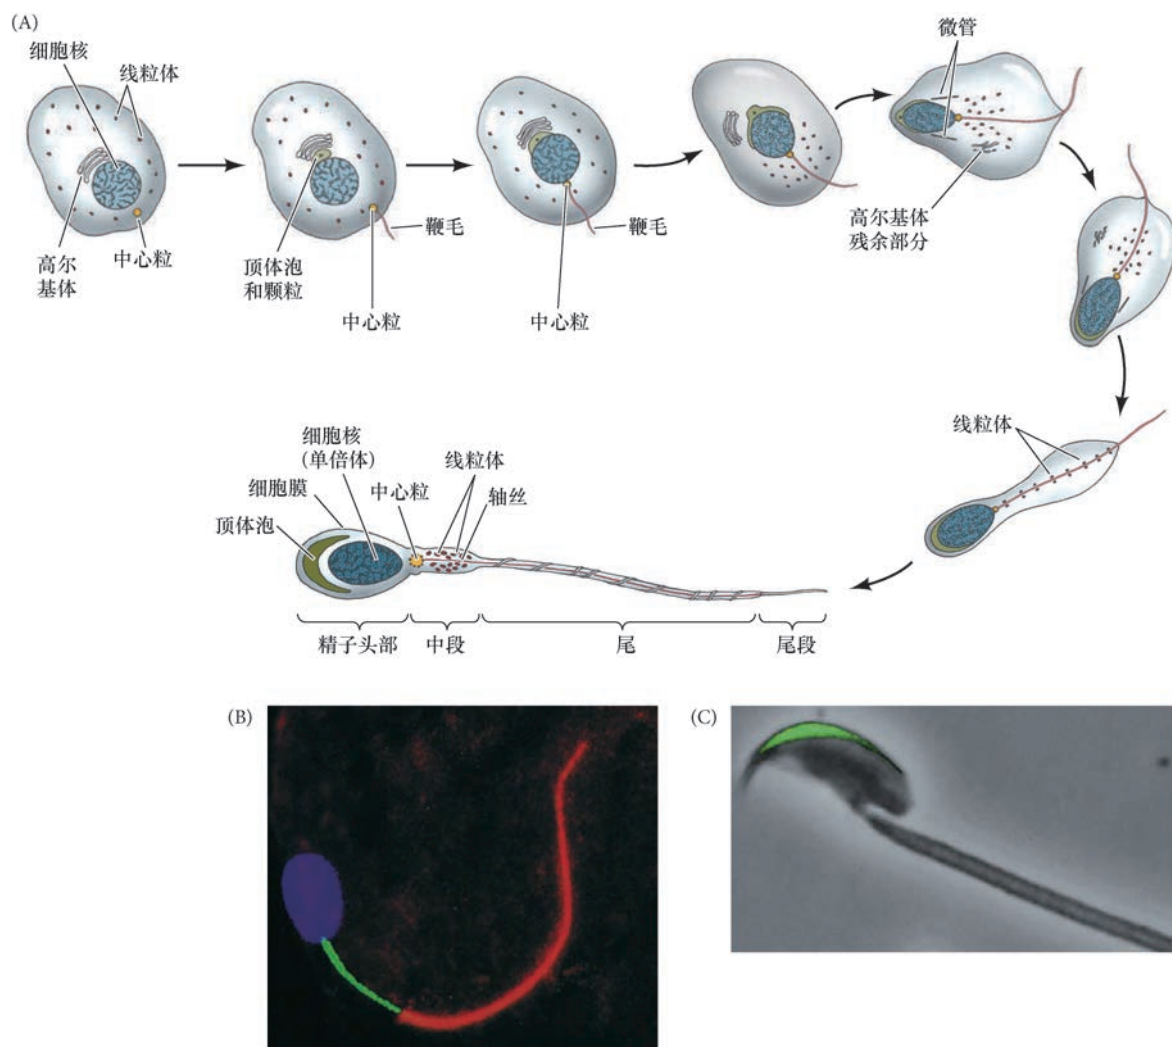 (A)
细胞核
线粒体
高尔
基体
中心粒
顶体泡
和颗粒
鞭毛
中心粒
鞭毛
中心粒
微管
高尔基体
残余部分
线粒体
细胞核
(单倍体)
线粒体
细胞膜
中心粒
轴丝
顶体泡
精子头部
中段
尾
尾段
(B)
(C)